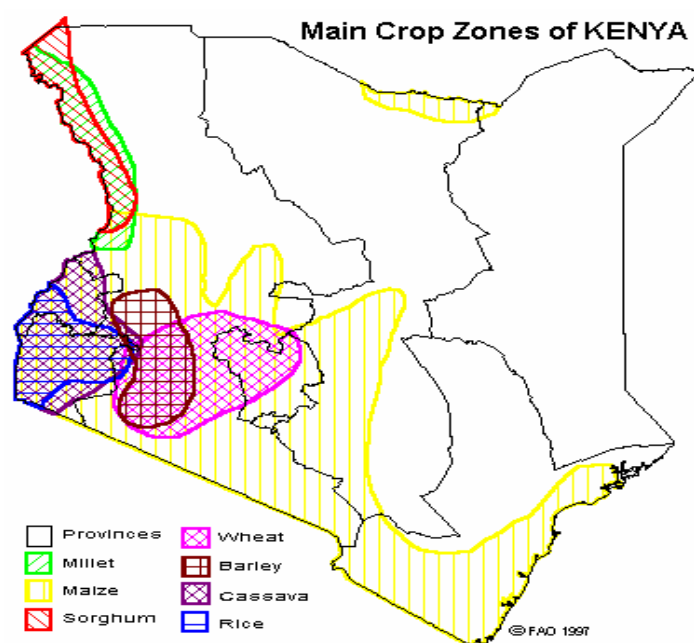 Main Crop Zones of KENYA
Provinces
Millet
Maize
Sorghum
Wheat
Barley
Cassava
Rice
©FAO 1997